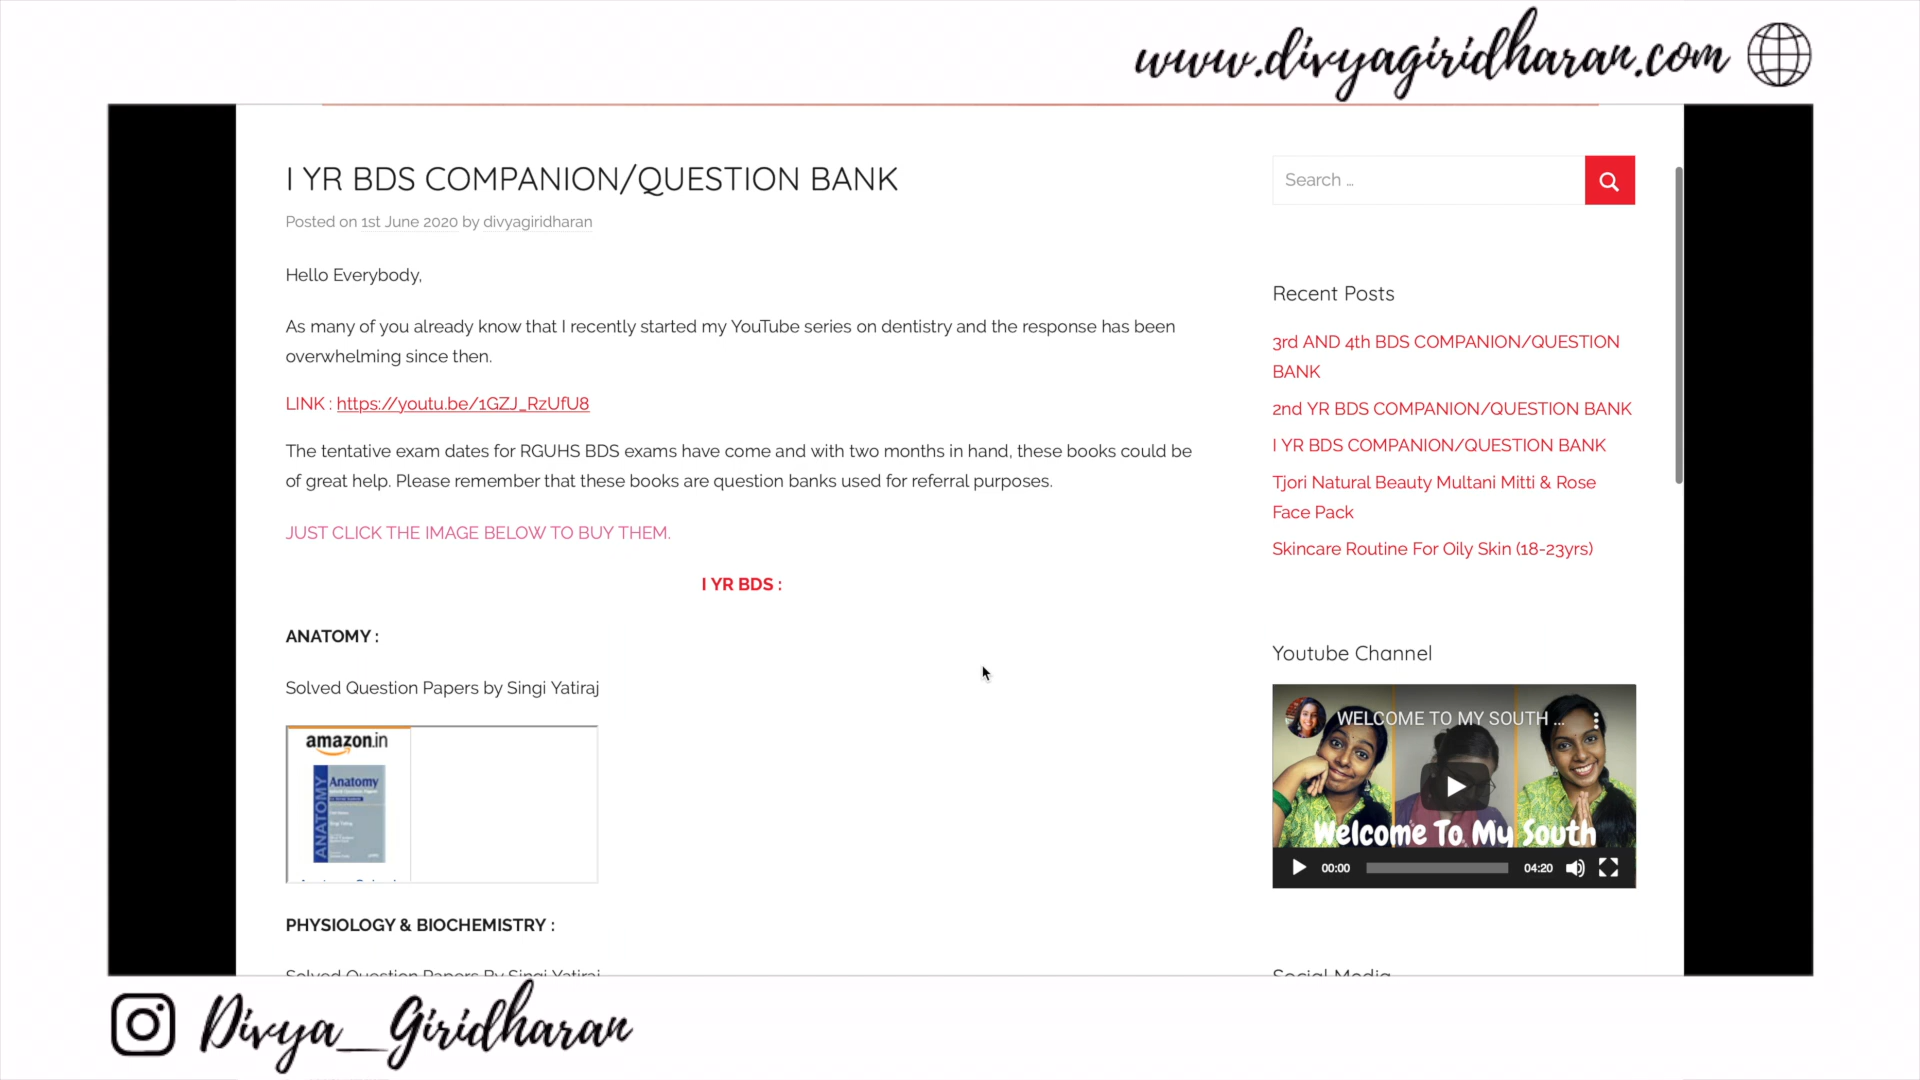 www.divyagiridharan.com
I YR BDS COMPANION/QUESTION BANK
Posted on 1st June 2020 by divyagiridharan
Hello Everybody,
As many of you already know that I recently started my YouTube series on dentistry and the response has been
overwhelming since then.
LINK : https://youtu.be/1GZJ_RzUfU8
The tentative exam dates for RGUHS BDS exams have come and with two months in hand, these books could be
of great help. Please remember that these books are question banks used for referral purposes.
JUST CLICK THE IMAGE BELOW TO BUY THEM.
I YR BDS :
ANATOMY :
Solved Question Papers by Singi Yatiraj
amazon.in
Anatomy
ANATOMY
PHYSIOLOGY & BIOCHEMISTRY :
Solved Question Papers By Singi Yatiraj
Search ...
Recent Posts
3rd AND 4th BDS COMPANION/QUESTION
BANK
2nd YR BDS COMPANION/QUESTION BANK
I YR BDS COMPANION/QUESTION BANK
Tjori Natural Beauty Multani Mitti & Rose
Face Pack
Skincare Routine For Oily Skin (18-23yrs)
Youtube Channel
WELCOME TO MY SOUTH ...
Welcome To My South
00:00
04:20
Social Media
Divya_Giridharan